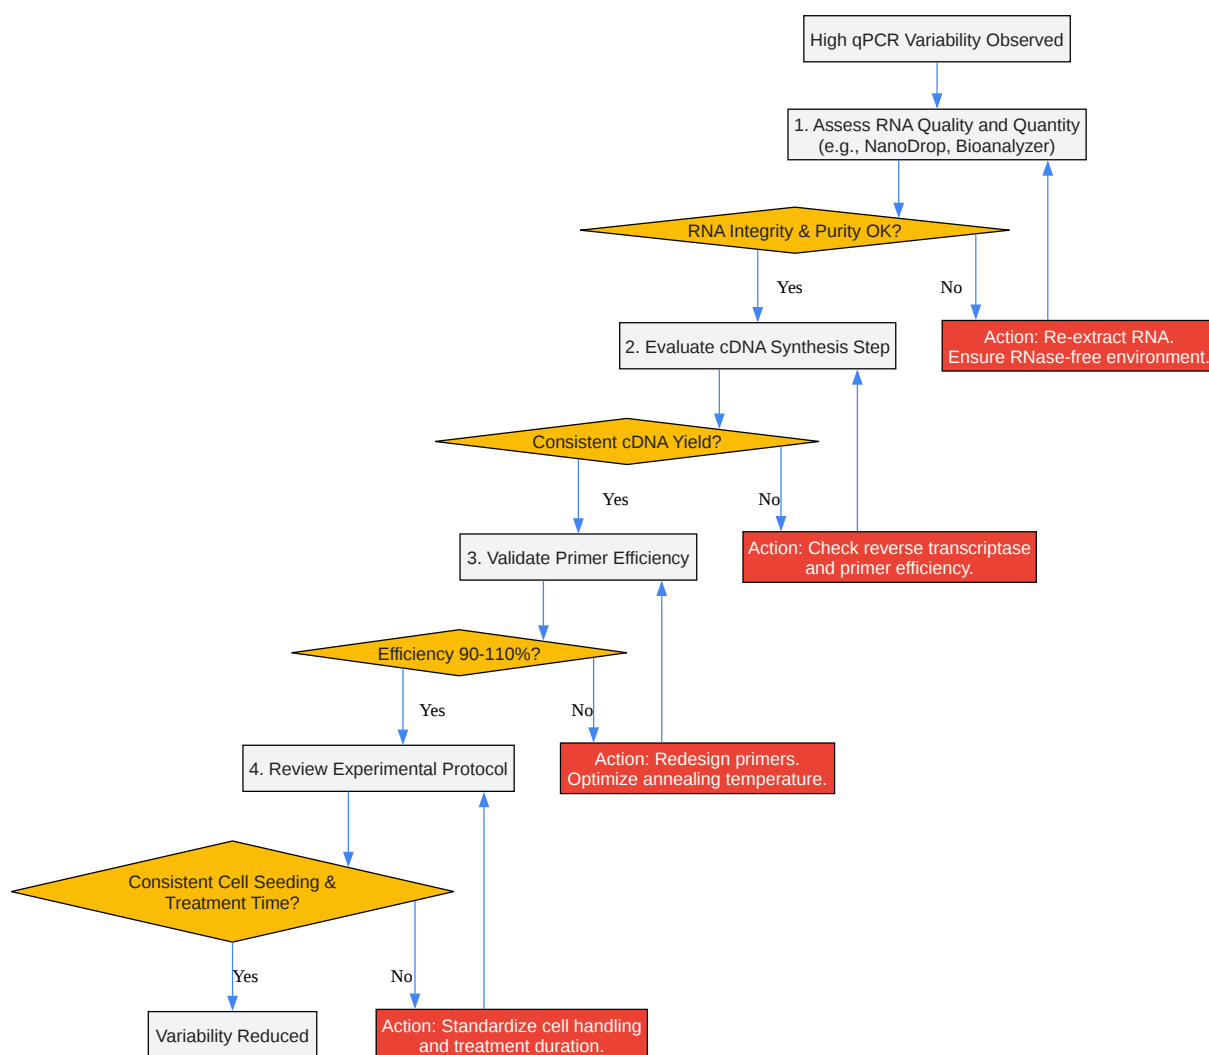 High qPCR Variability Observed
1. Assess RNA Quality and Quantity
(e.g., NanoDrop, Bioanalyzer)
RNA Integrity & Purity OK?
Yes
No
Action: Re-extract RNA.
Ensure RNase-free environment.
2. Evaluate cDNA Synthesis Step
Consistent cDNA Yield?
Yes
No
Action: Check reverse transcriptase
and primer efficiency.
3. Validate Primer Efficiency
Efficiency 90-110%?
Yes
No
Action: Redesign primers.
Optimize annealing temperature.
4. Review Experimental Protocol
Consistent Cell Seeding &
Treatment Time?
Yes
No
Variability Reduced
Action: Standardize cell handling
and treatment duration.